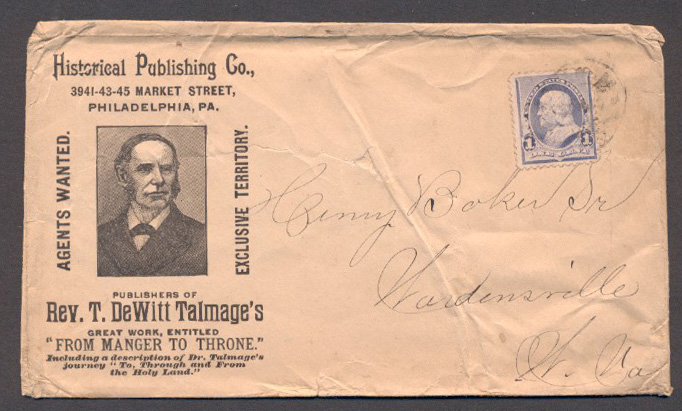 Historical Publishing Co.,
3941-43-45 MARKET STREET,
PHILADELPHIA, PA.
AGENTS WANTED.
EXCLUSIVE TERRITORY.
PUBLISHERS OF
Rev. T. DeWitt Talmage's
GREAT WORK, ENTITLED
"FROM MANGER TO THRONE."
Including a description of Dr. Talmage's
journey "To, Through and From
the Holy Land."
1 1
Henry Baker Sr
Wardensville
W. Va